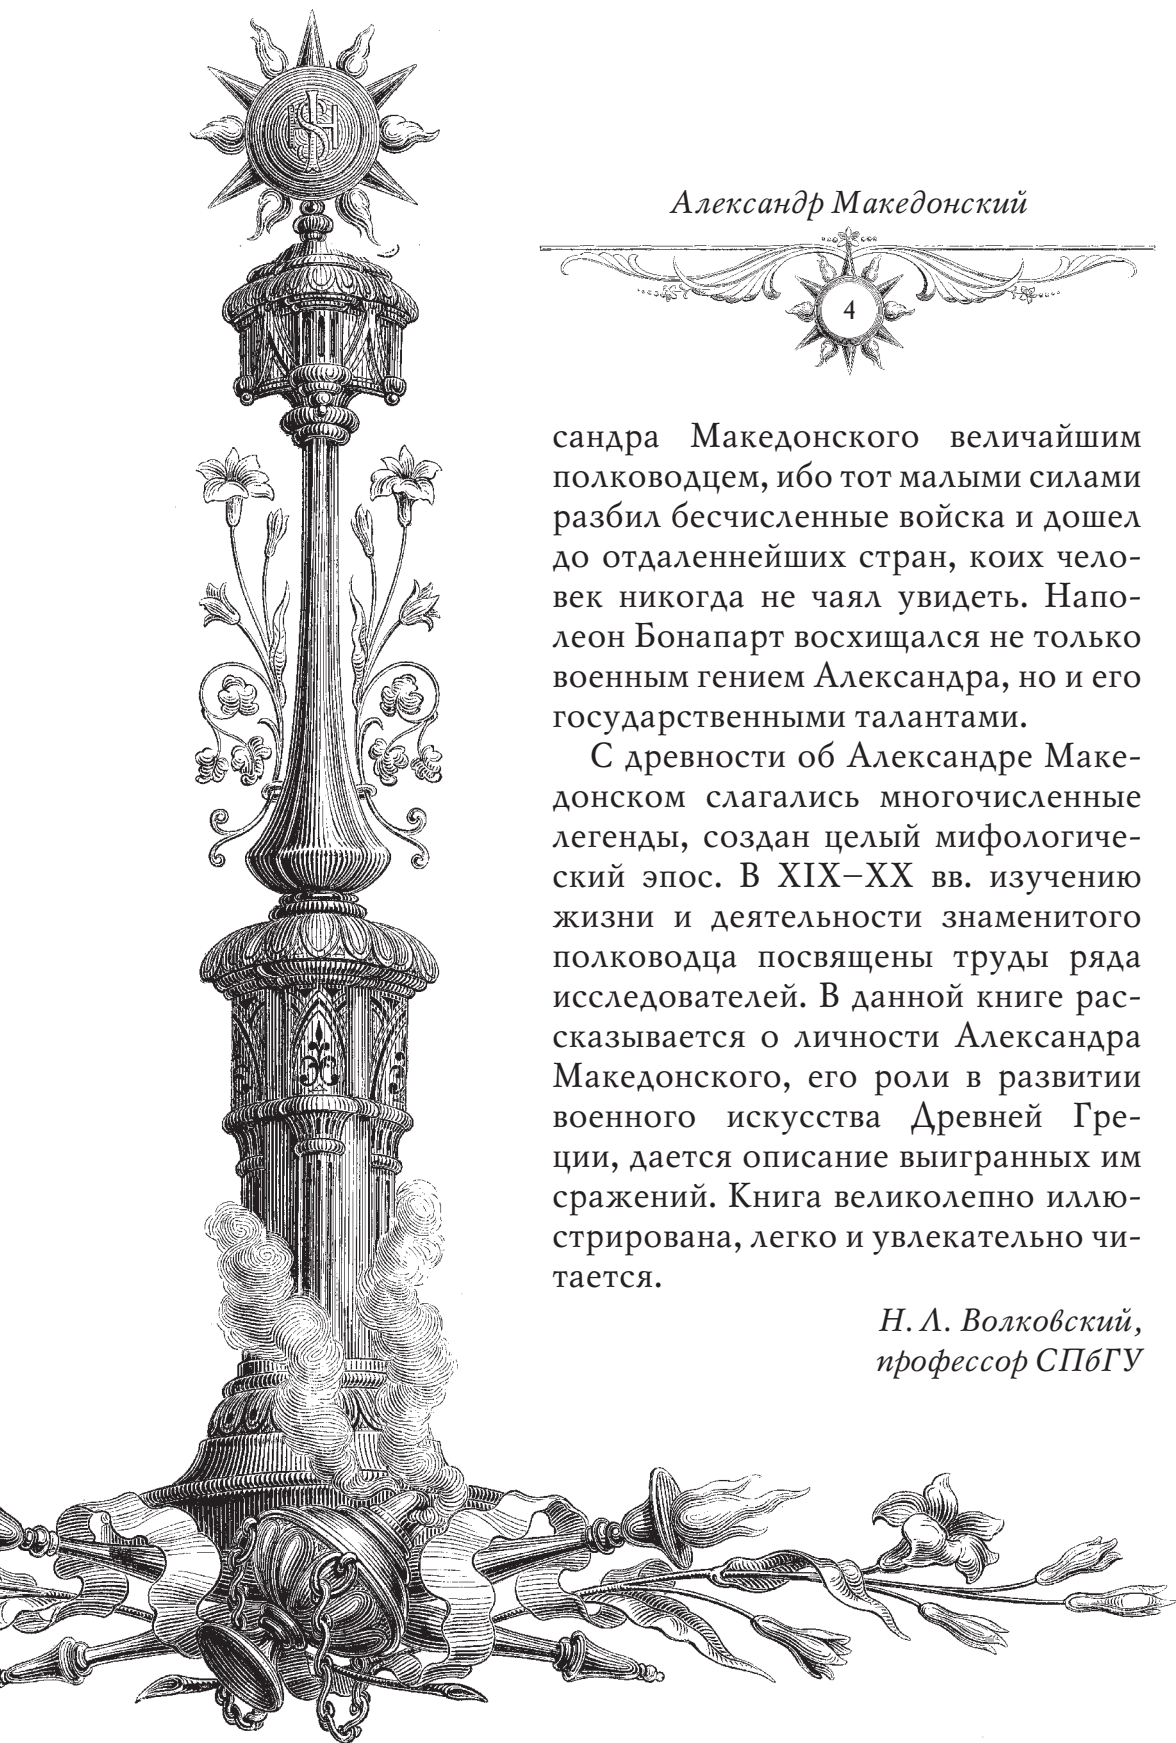 Александр Македонский
4
сандра Македонского величайшим
полководцем, ибо тот малыми силами
разбил бесчисленные войска и дошел
до отдаленнейших стран, коих чело-
век никогда не чаял увидеть. Напо-
леон Бонапарт восхищался не только
военным гением Александра, но и его
государственными талантами.
С древности об Александре Маке-
донском слагались многочисленные
легенды, создан целый мифологиче-
ский эпос. В XIX–XX вв. изучению
жизни и деятельности знаменитого
полководца посвящены труды ряда
исследователей. В данной книге рас-
сказывается о личности Александра
Македонского, его роли в развитии
военного искусства Древней Гре-
ции, дается описание выигранных им
сражений. Книга великолепно иллю-
стрирована, легко и увлекательно чи-
тается.
Н. Л. Волковский,
профессор СПбГУ